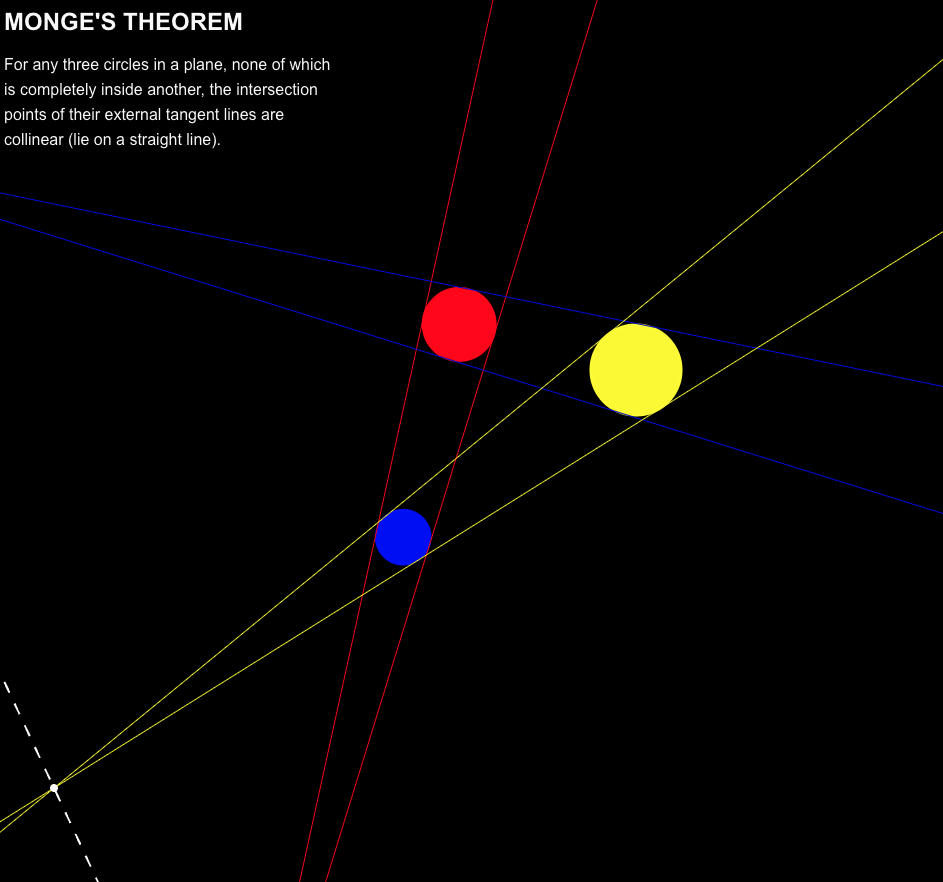 MONGE'S THEOREM
For any three circles in a plane, none of which
is completely inside another, the intersection
points of their external tangent lines are
collinear (lie on a straight line).